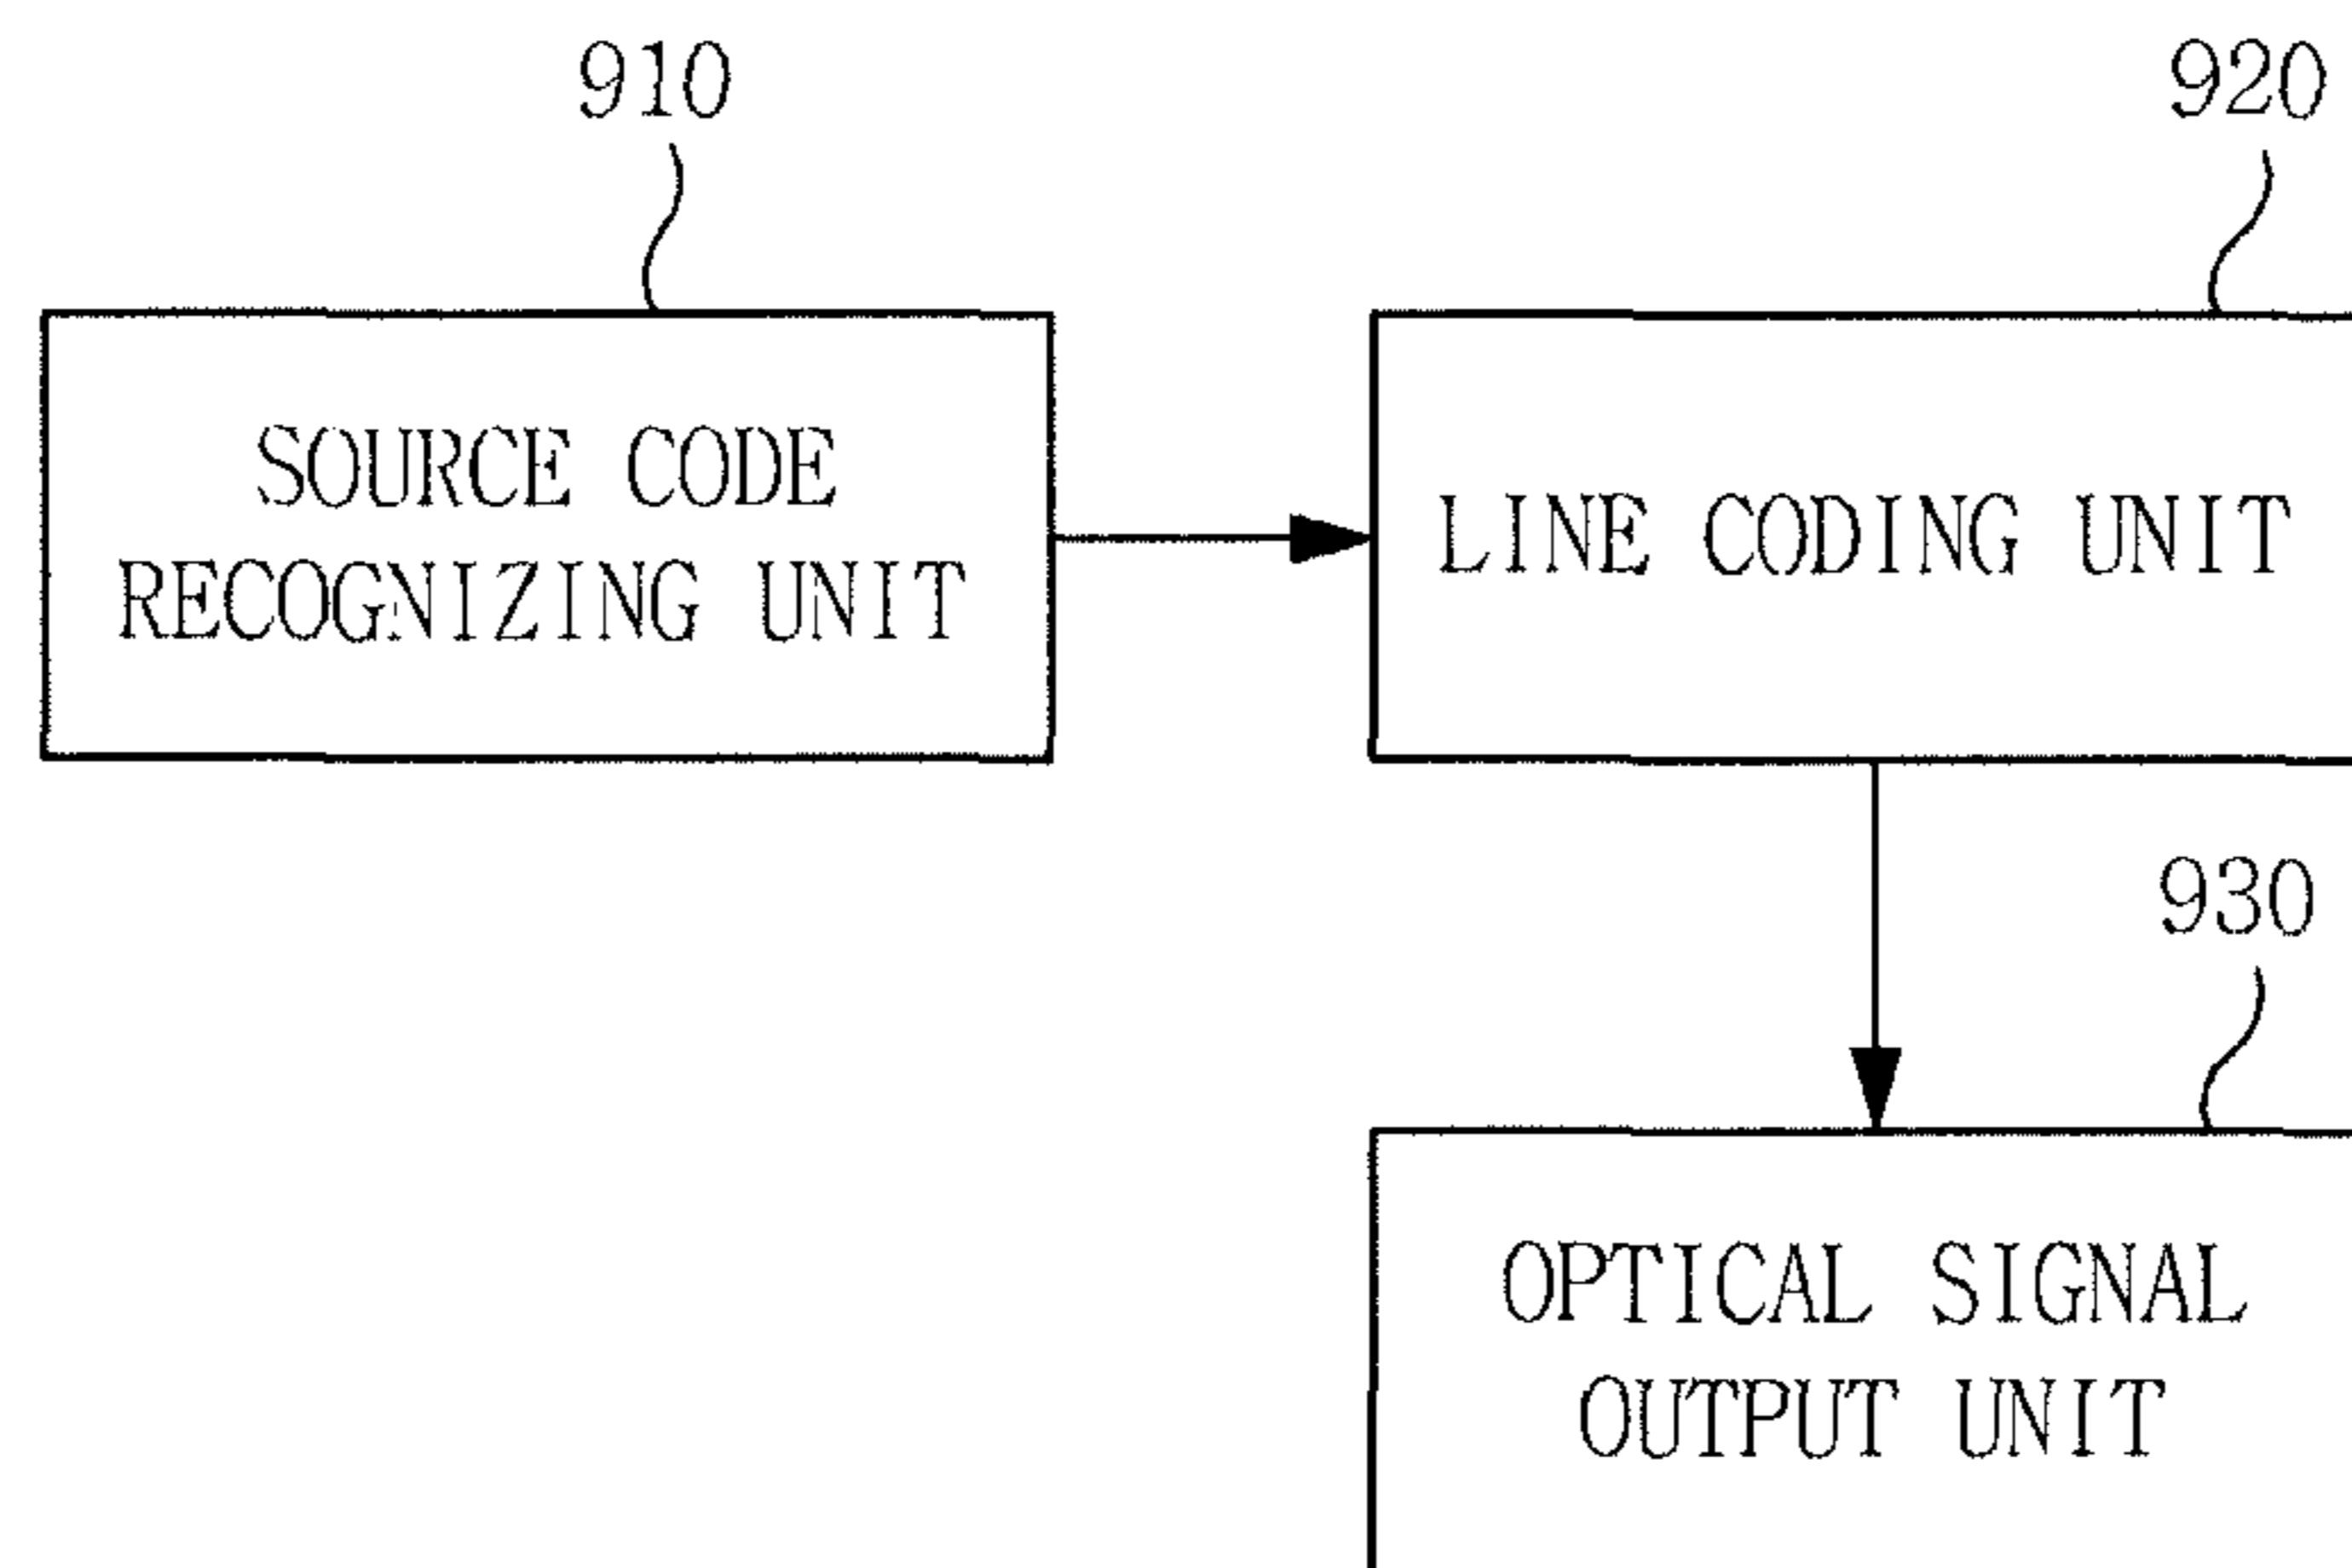 910
920
SOURCE CODE
RECOGNIZING UNIT
LINE CODING UNIT
930
OPTICAL SIGNAL
OUTPUT UNIT